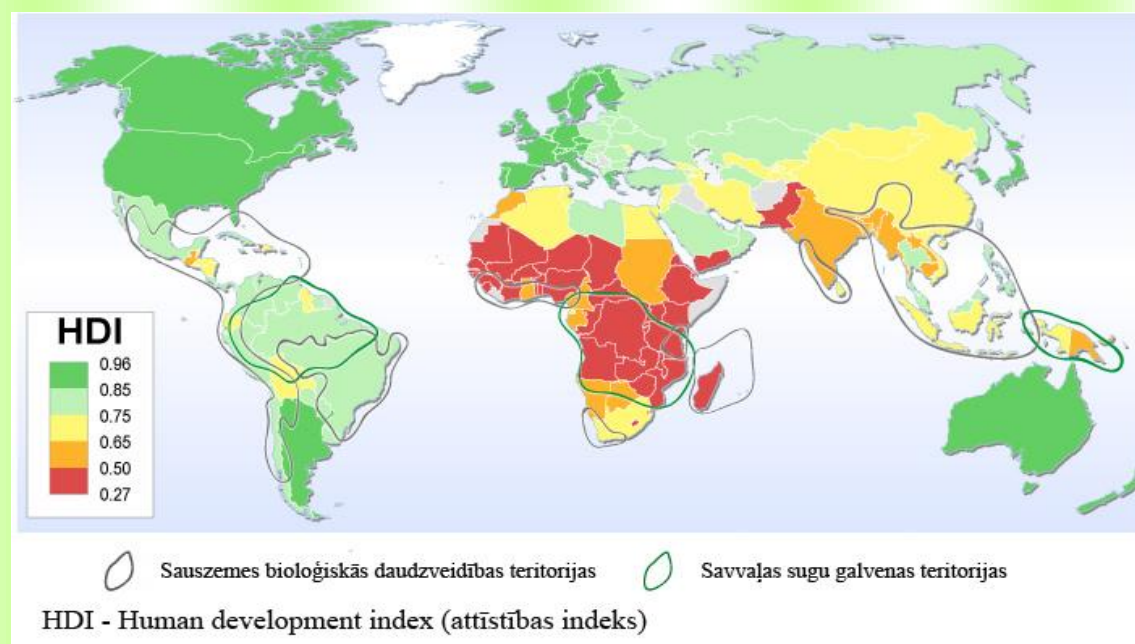 HDI
0.96
0.85
0.75
0.65
0.50
0.27
Sauszemes bioloģiskās daudzveidības teritorijas
Savvaļas sugu galvenas teritorijas
HDI - Human development index (attīstības indeks)